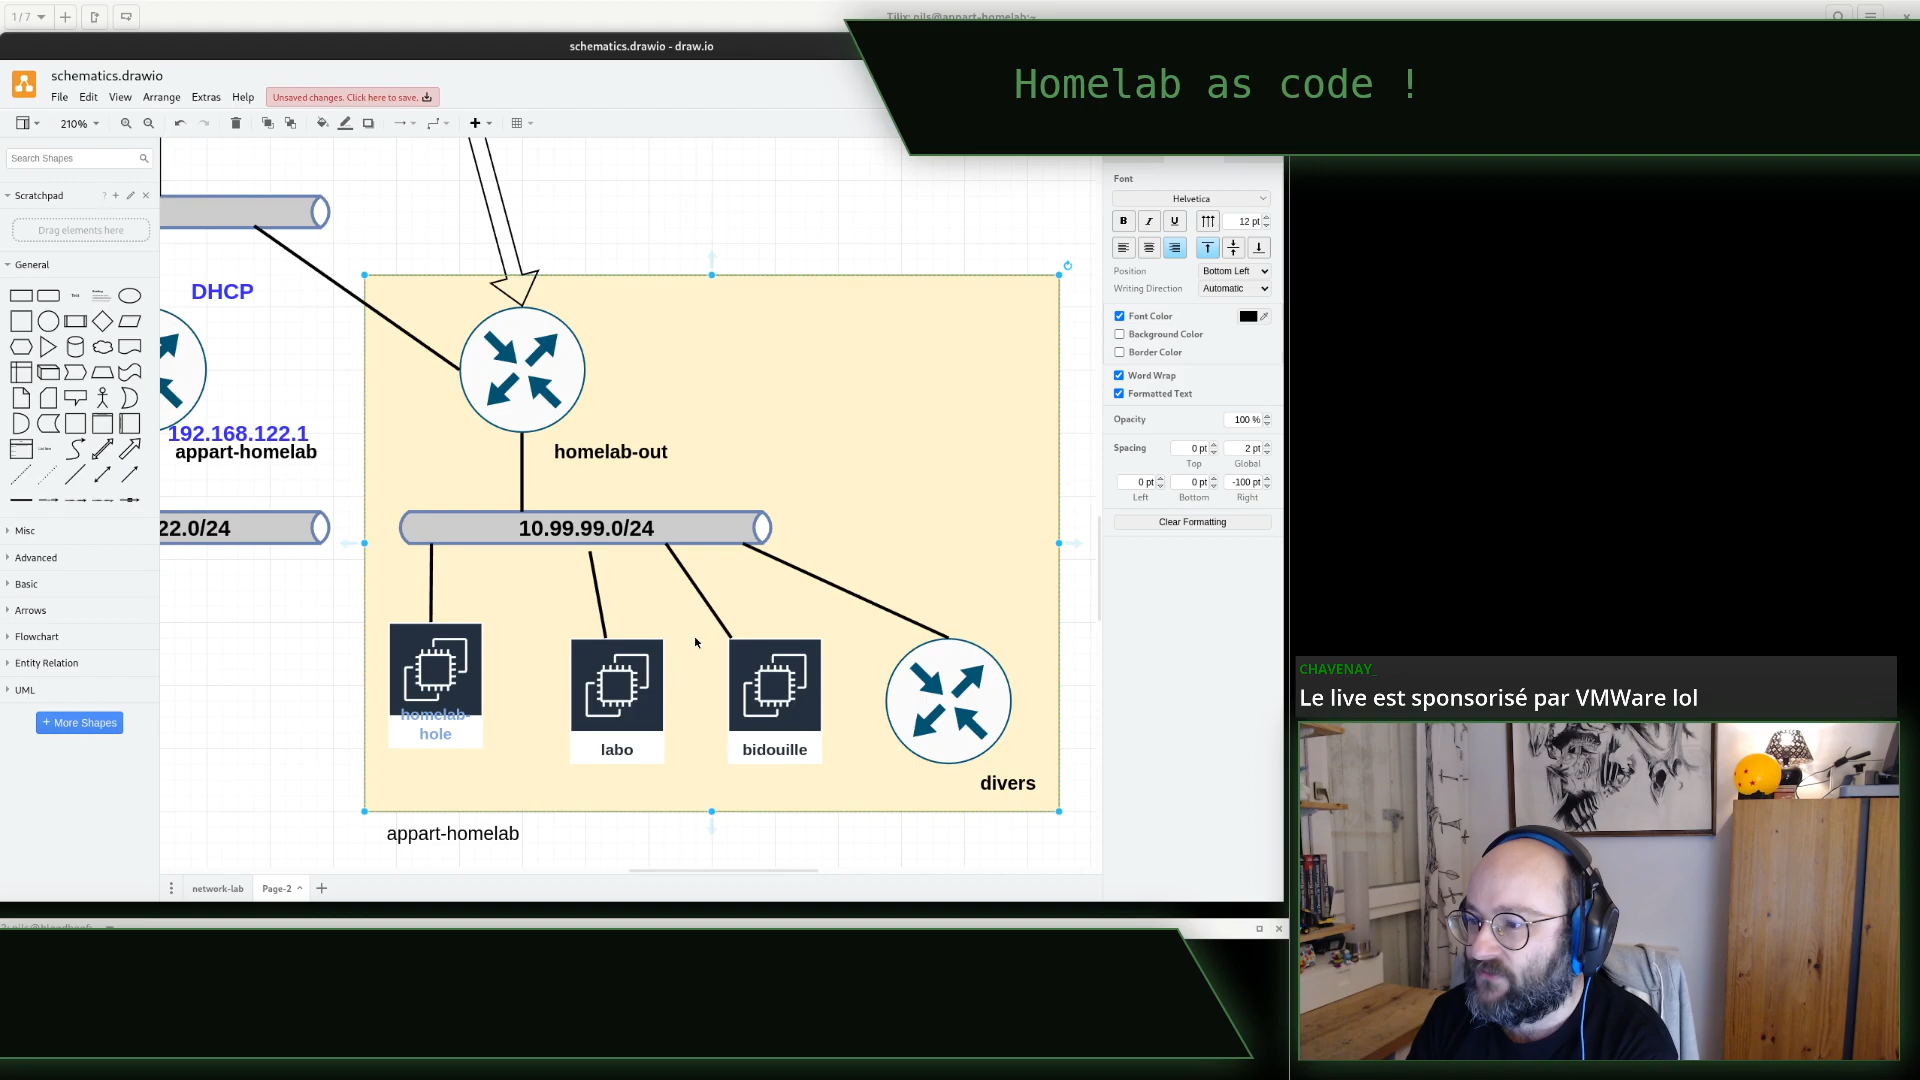 1/7
Tilix: nils@appart-homelab:~
schematics.drawio - draw.io
Homelab as code !
schematics.drawio
File Edit View Arrange Extras Help
Unsaved changes. Click here to save.
210%
Search Shapes
Scratchpad
Drag elements here
General
Misc
Advanced
Basic
Arrows
Flowchart
Entity Relation
UML
+ More Shapes
DHCP
192.168.122.1
appart-homelab
22.0/24
homelab-out
10.99.99.0/24
homelab-
hole
labo
bidouille
divers
appart-homelab
network-lab
Page-2
Font
Helvetica
B I U 12 pt
Position Bottom Left
Writing Direction Automatic
Font Color
Background Color
Border Color
Word Wrap
Formatted Text
Opacity 100 %
Spacing 0 pt 2 pt
Top Global
0 pt 0 pt -100 pt
Left Bottom Right
Clear Formatting
CHAVENAY_
Le live est sponsorisé par VMWare lol